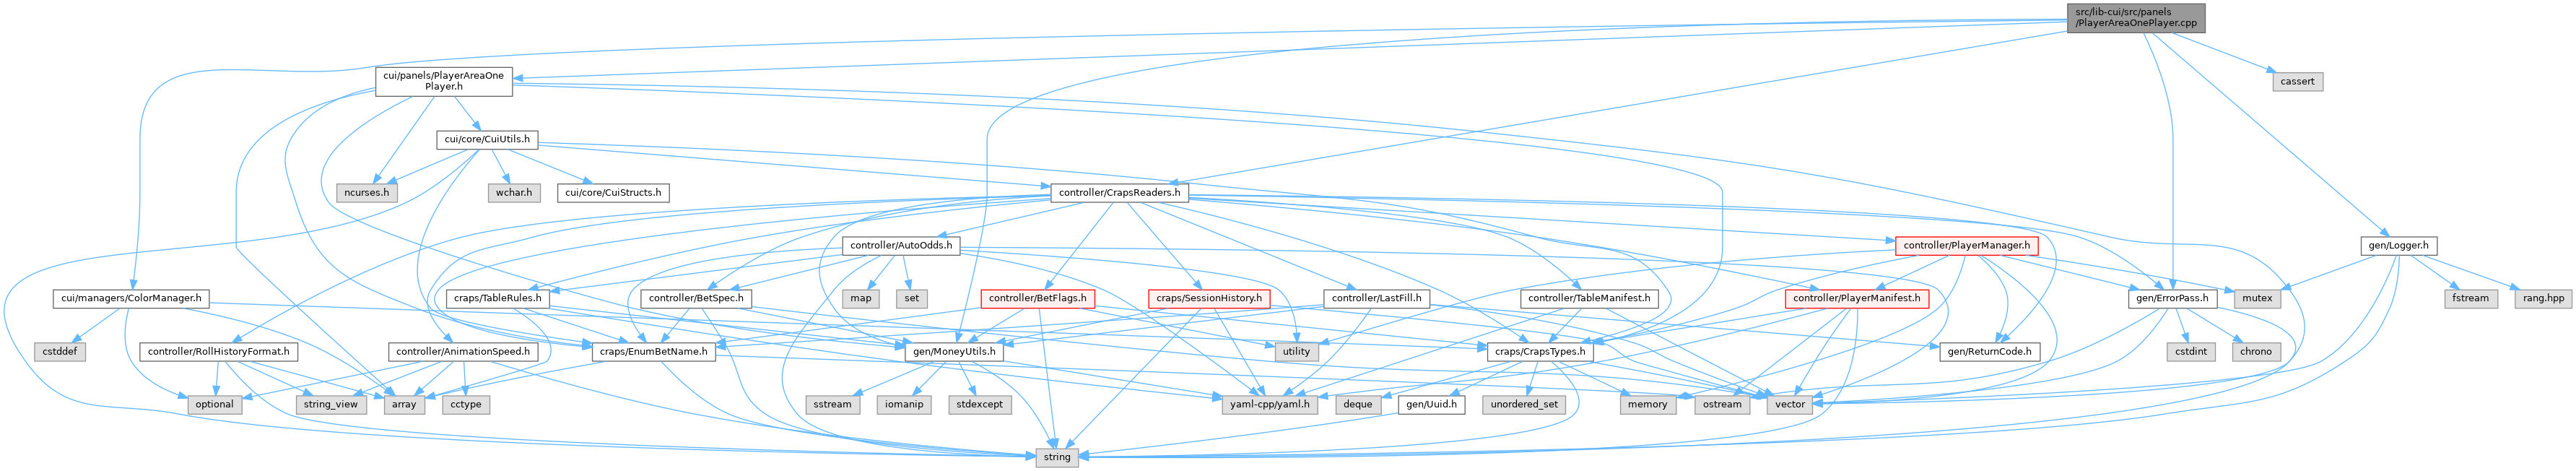 src/lib-cui/src/panels
/PlayerAreaOnePlayer.cpp
cui/panels/PlayerAreaOne
Player.h
cassert
cui/core/CuiUtils.h
ncurses.h
wchar.h
cui/core/CuiStructs.h
controller/CrapsReaders.h
controller/AutoOdds.h
controller/PlayerManager.h
gen/Logger.h
cui/managers/ColorManager.h
craps/TableRules.h
controller/BetSpec.h
map
set
controller/BetFlags.h
craps/SessionHistory.h
controller/LastFill.h
controller/TableManifest.h
controller/PlayerManifest.h
gen/ErrorPass.h
mutex
fstream
rang.hpp
cstddef
controller/RollHistoryFormat.h
controller/AnimationSpeed.h
craps/EnumBetName.h
gen/MoneyUtils.h
utility
craps/CrapsTypes.h
gen/ReturnCode.h
cstdint
chrono
optional
string_view
array
cctype
sstream
iomanip
stdexcept
yaml-cpp/yaml.h
deque
gen/Uuid.h
unordered_set
memory
ostream
vector
string